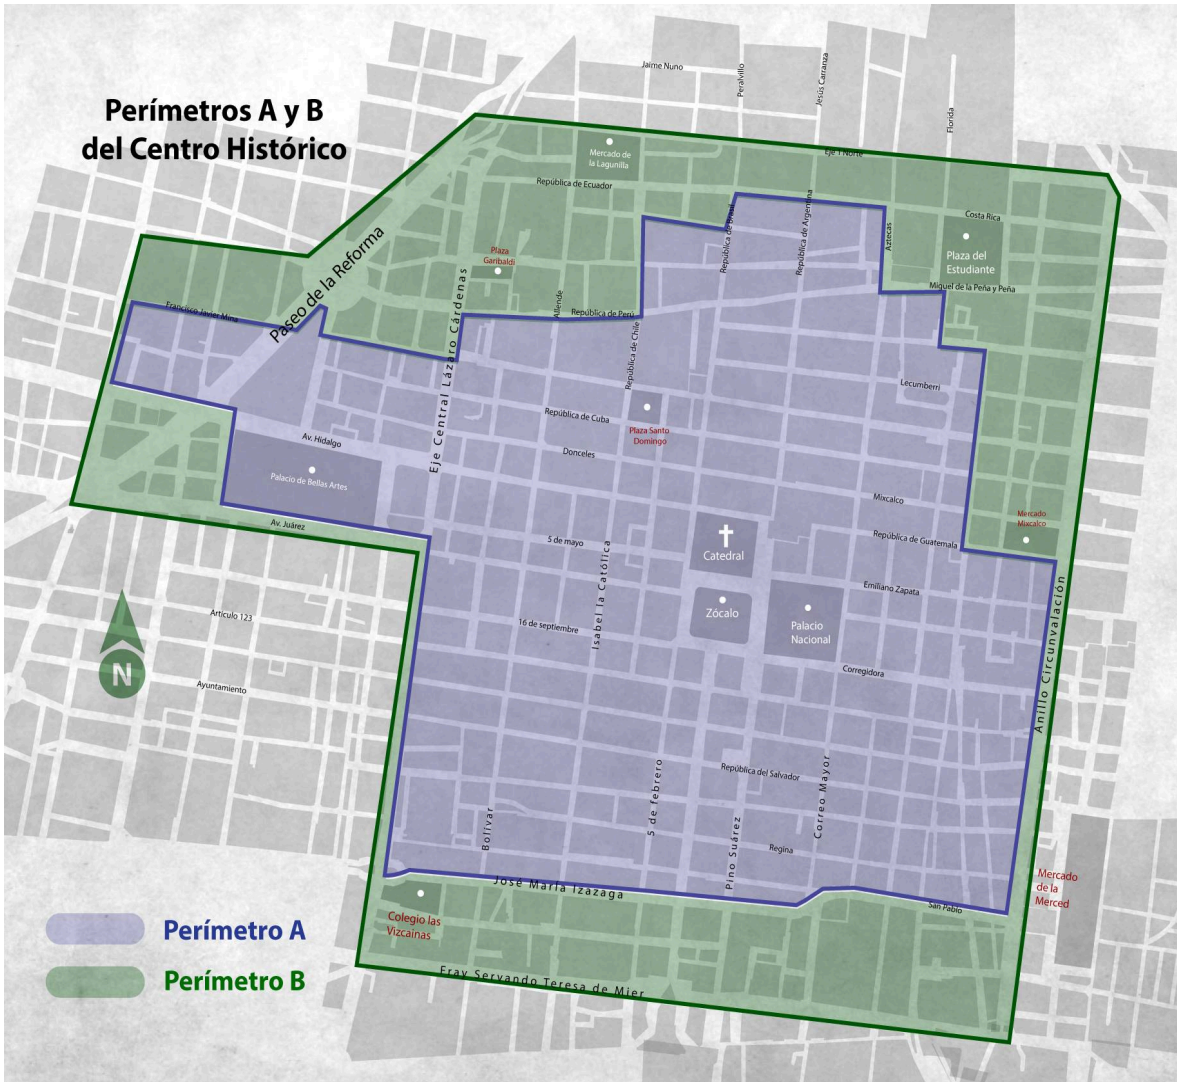 Perímetros A y B
del Centro Histórico
Jaime Nuno
Peralvillo
Jesús Carranza
Florida
Eje 1 Norte
Mercado de
la Lagunilla
República de Ecuador
Costa Rica
República de Brasil
República de Argentina
Aztecas
Plaza del
Estudiante
Plaza
Garibaldi
Paseo de la Reforma
Miguel de la Peña y Peña
Francisco Javier Mina
Eje Central Lázaro Cárdenas
Allende
República de Perú
República de Chile
Lecumberri
República de Cuba
Plaza Santo
Domingo
Av. Hidalgo
Donceles
Palacio de Bellas Artes
Mixcalco
Mercado
Mixcalco
Av. Juárez
5 de mayo
Catedral
República de Guatemala
Isabel la Católica
Emiliano Zapata
Zócalo
Palacio
Nacional
Artículo 123
16 de septiembre
Anillo Circunvalación
N
Ayuntamiento
Corregidora
República del Salvador
Correo Mayor
5 de febrero
Bolívar
Pino Suárez
Regina
Mercado
de la
Merced
José María Izazaga
San Pablo
Colegio las
Vizcaínas
Perímetro A
Perímetro B
Fray Servando Teresa de Mier